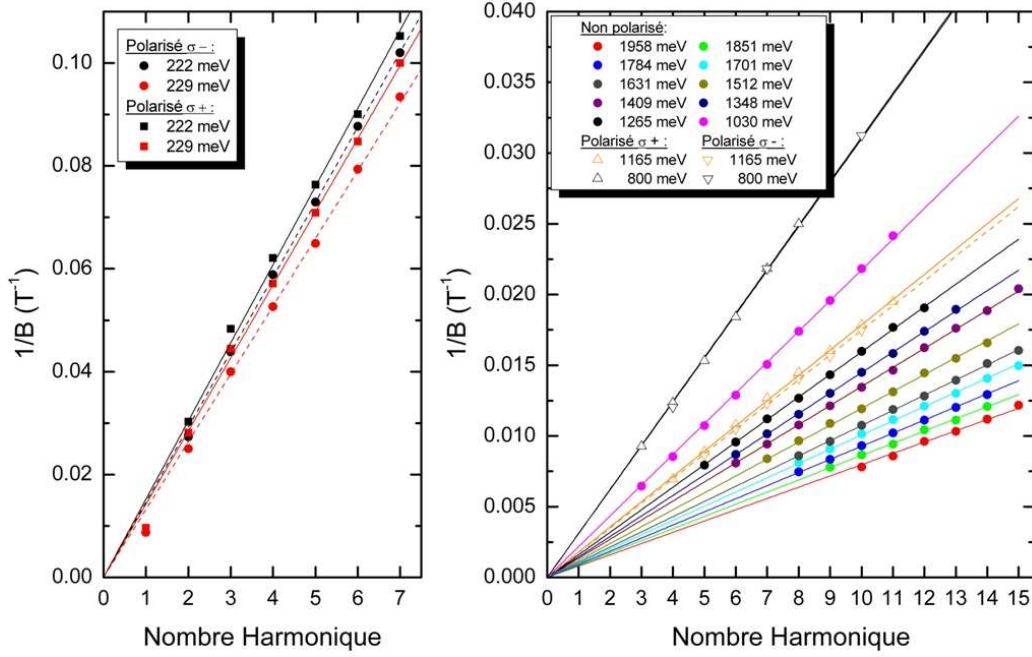 Polarisé σ− :
222 meV
229 meV
Polarisé σ+ :
222 meV
229 meV
0.10
0.08
0.06
0.04
0.02
0.00
1/B (T⁻¹)
0 1 2 3 4 5 6 7
Nombre Harmonique
Non polarisé:
1958 meV 1851 meV
1784 meV 1701 meV
1631 meV 1512 meV
1409 meV 1348 meV
1265 meV 1030 meV
Polarisé σ + : Polarisé σ - :
1165 meV 1165 meV
800 meV 800 meV
0.040
0.035
0.030
0.025
0.020
0.015
0.010
0.005
0.000
1/B (T⁻¹)
0 1 2 3 4 5 6 7 8 9 10 11 12 13 14 15
Nombre Harmonique